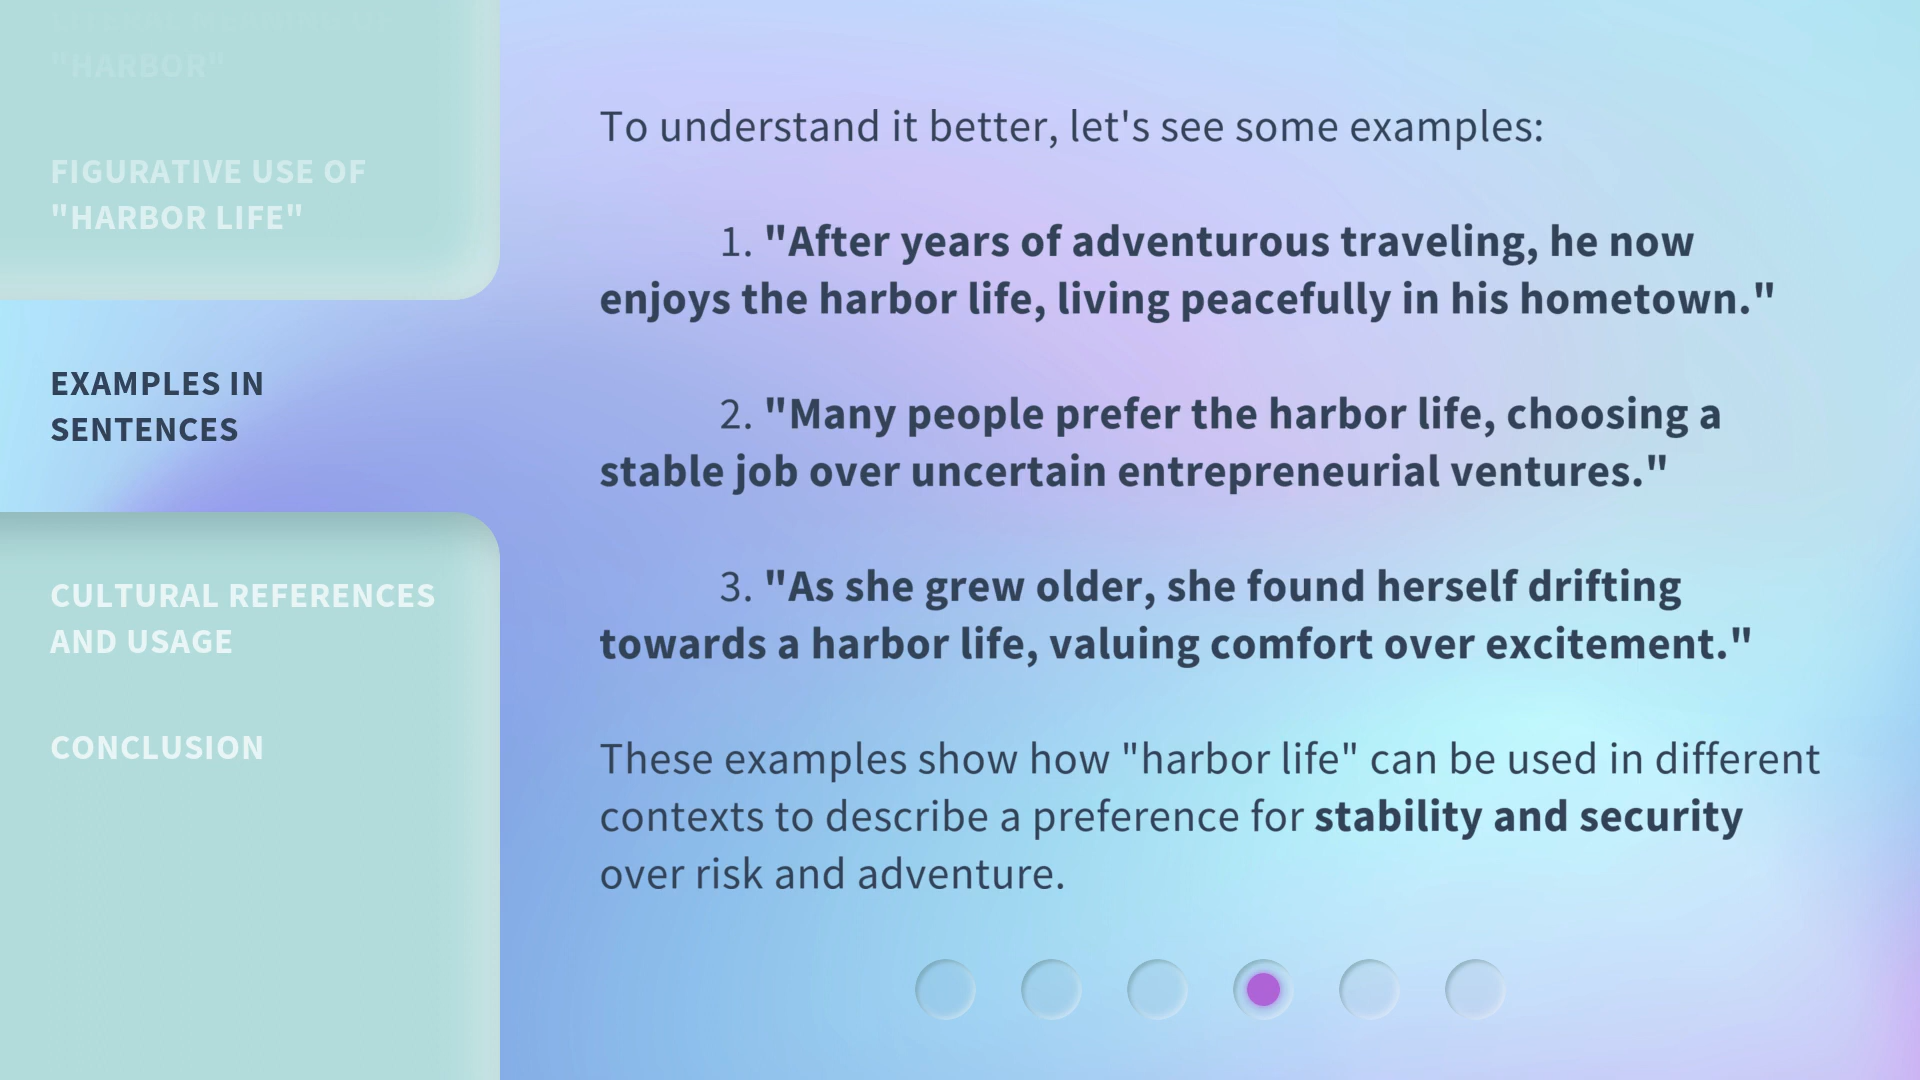 LITERAL MEANING OF
"HARBOR"
FIGURATIVE USE OF
"HARBOR LIFE"
EXAMPLES IN
SENTENCES
CULTURAL REFERENCES
AND USAGE
CONCLUSION
To understand it better, let's see some examples:
1. "After years of adventurous traveling, he now
enjoys the harbor life, living peacefully in his hometown."
2. "Many people prefer the harbor life, choosing a
stable job over uncertain entrepreneurial ventures."
3. "As she grew older, she found herself drifting
towards a harbor life, valuing comfort over excitement."
These examples show how "harbor life" can be used in different
contexts to describe a preference for stability and security
over risk and adventure.